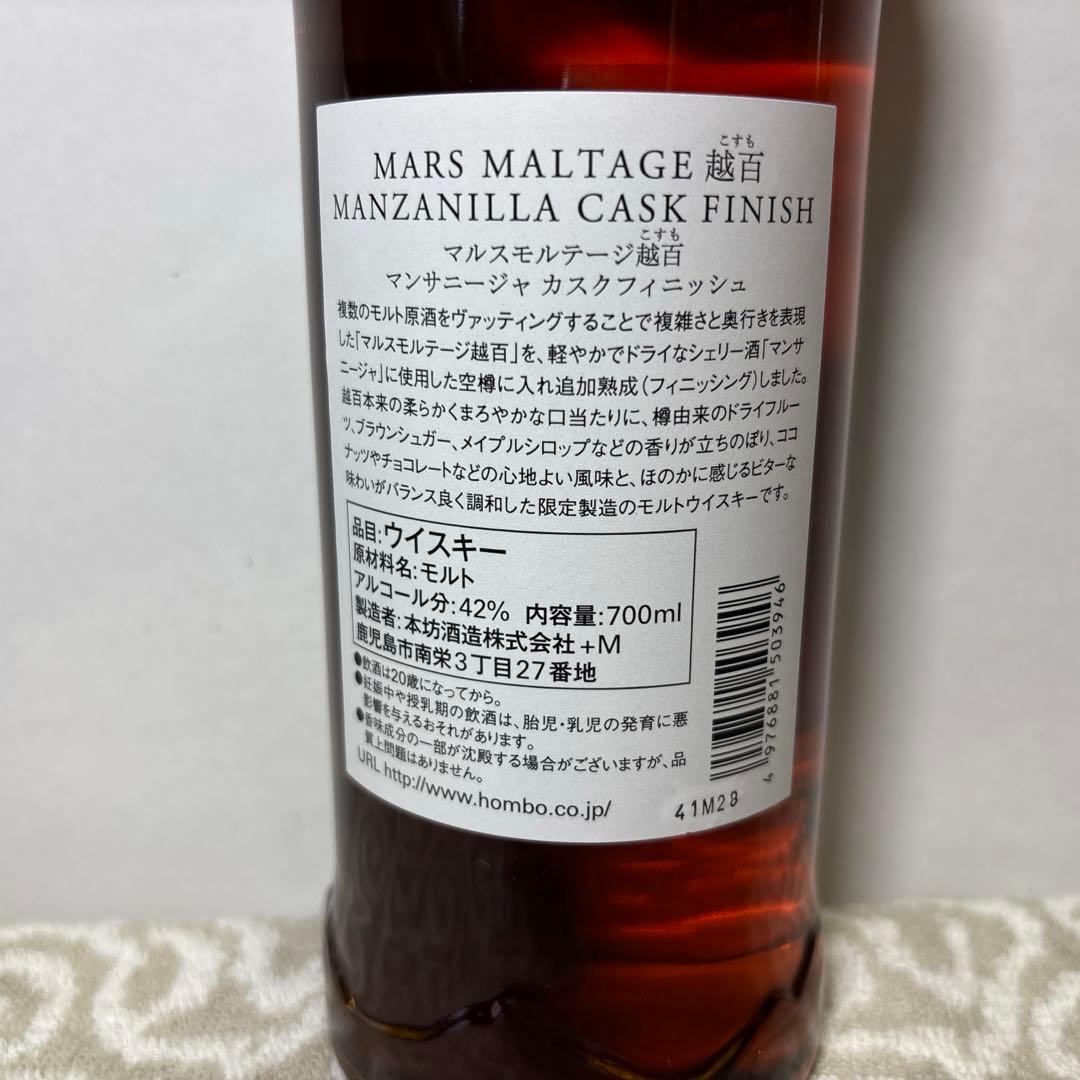 こすも
MARS MALTAGE 越百
MANZANILLA CASK FINISH
こすも
マルスモルテージ越百
マンサニージャ カスクフィニッシュ
複数のモルト原酒をヴァッティングすることで複雑さと奥行きを表現
した「マルスモルテージ越百」を、軽やかでドライなシェリー酒「マンサ
ニージャ」に使用した空樽に入れ追加熟成(フィニッシング)しました。
越百本来の柔らかくまろやかな口当たりに、樽由来のドライフルー
ツ、ブラウンシュガー、メイプルシロップなどの香りが立ちのぼり、ココ
ナッツやチョコレートなどの心地よい風味と、ほのかに感じるビターな
味わいがバランス良く調和した限定製造のモルトウイスキーです。
品目:ウイスキー
原材料名:モルト
アルコール分:42% 内容量:700ml
製造者:本坊酒造株式会社+M
鹿児島市南栄3丁目27番地
●飲酒は20歳になってから。
●妊娠中や授乳期の飲酒は、胎児・乳児の発育に悪
影響を与えるおそれがあります。
●香味成分の一部が沈殿する場合がございますが、品
質上問題はありません。
URL http://www.hombo.co.jp/
4 976881 503946
41M28